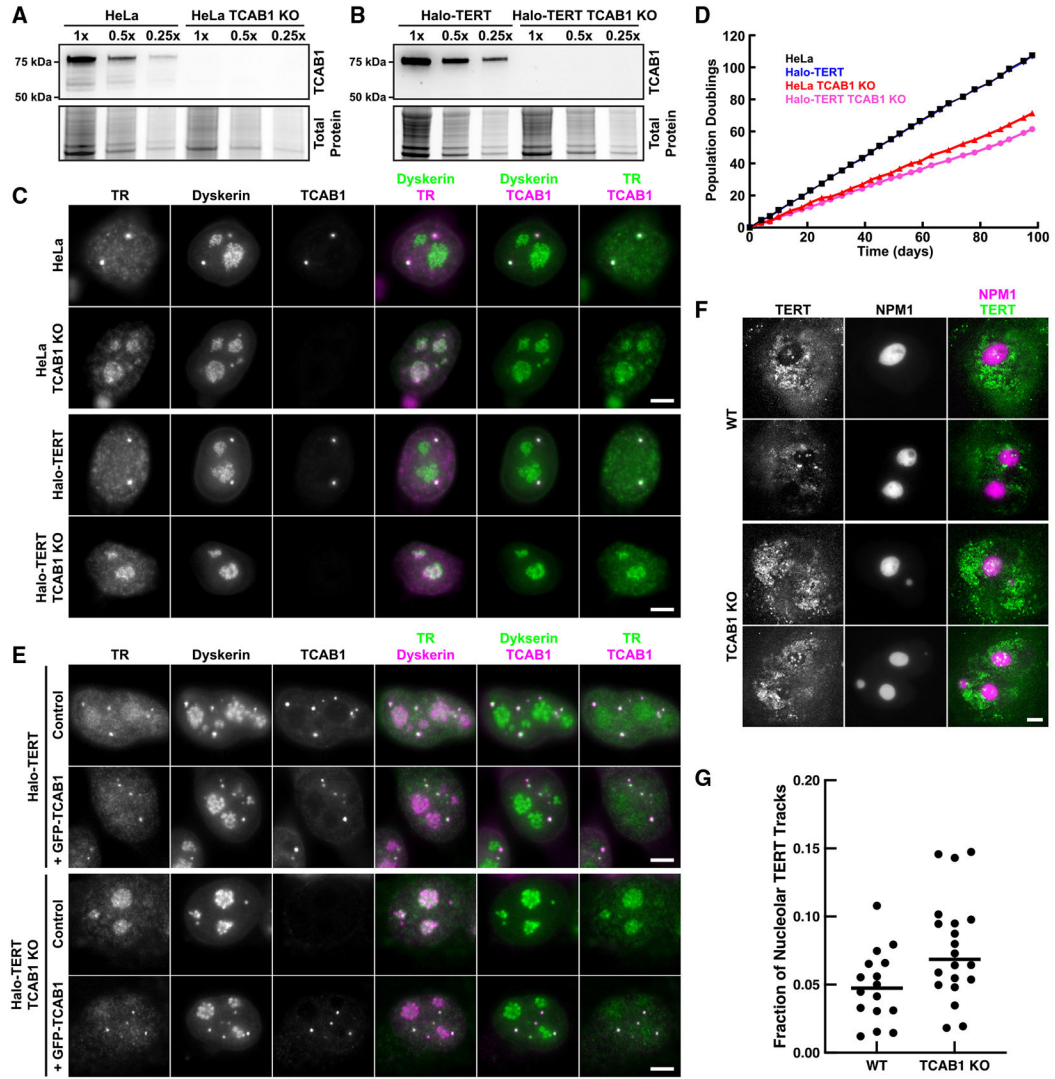 A
HeLa
HeLa TCAB1 KO
1x 0.5x 0.25x 1x 0.5x 0.25x
75 kDa
50 kDa
TCAB1
Total
Protein
B
Halo-TERT
Halo-TERT TCAB1 KO
1x 0.5x 0.25x 1x 0.5x 0.25x
75 kDa
50 kDa
TCAB1
Total
Protein
C
TR
Dyskerin
TCAB1
Dyskerin
TR
Dyskerin
TCAB1
TR
TCAB1
HeLa
HeLa
TCAB1 KO
Halo-TERT
Halo-TERT
TCAB1 KO
D
Population Doublings
140
120
100
80
60
40
20
0
HeLa
Halo-TERT
HeLa TCAB1 KO
Halo-TERT TCAB1 KO
0 20 40 60 80 100
Time (days)
E
TR
Dyskerin
TCAB1
TR
Dyskerin
Dykserin
TCAB1
TR
TCAB1
Halo-TERT
Control
+ GFP-TCAB1
Halo-TERT
TCAB1 KO
Control
+ GFP-TCAB1
F
TERT
NPM1
NPM1
TERT
WT
TCAB1 KO
G
Fraction of Nucleolar TERT Tracks
0.20
0.15
0.10
0.05
0.00
WT
TCAB1 KO